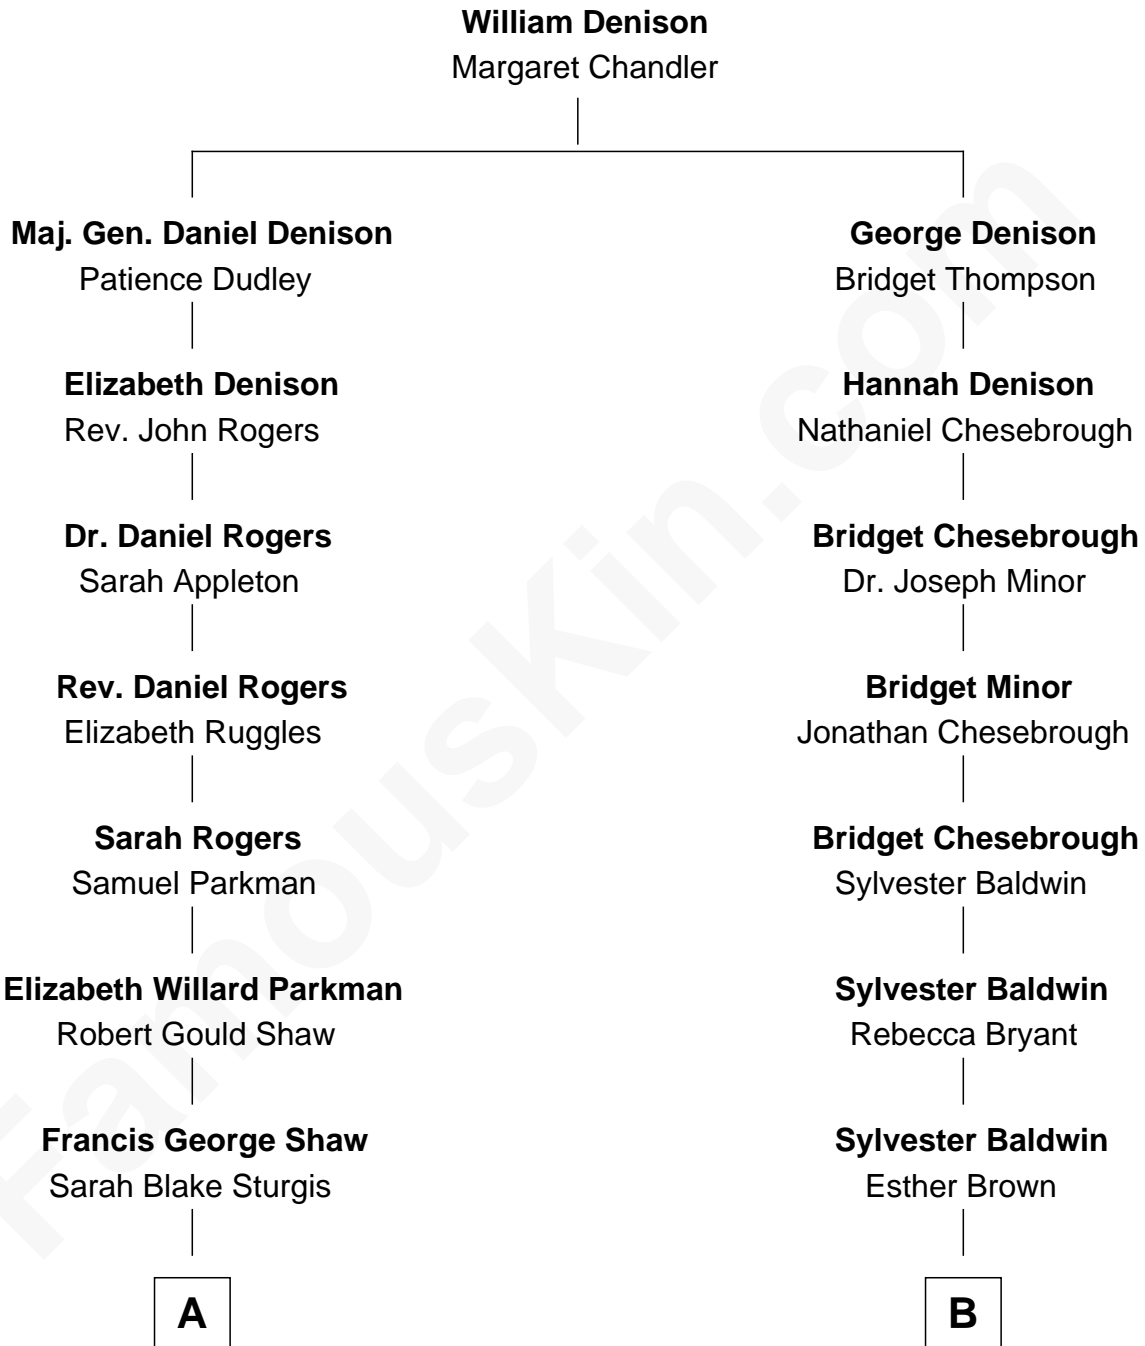 William Denison
Margaret Chandler
Maj. Gen. Daniel Denison
Patience Dudley
Elizabeth Denison
Rev. John Rogers
Dr. Daniel Rogers
Sarah Appleton
Rev. Daniel Rogers
Elizabeth Ruggles
Sarah Rogers
Samuel Parkman
Elizabeth Willard Parkman
Robert Gould Shaw
Francis George Shaw
Sarah Blake Sturgis
A
George Denison
Bridget Thompson
Hannah Denison
Nathaniel Chesebrough
Bridget Chesebrough
Dr. Joseph Minor
Bridget Minor
Jonathan Chesebrough
Bridget Chesebrough
Sylvester Baldwin
Sylvester Baldwin
Rebecca Bryant
Sylvester Baldwin
Esther Brown
B
FamousKin.com